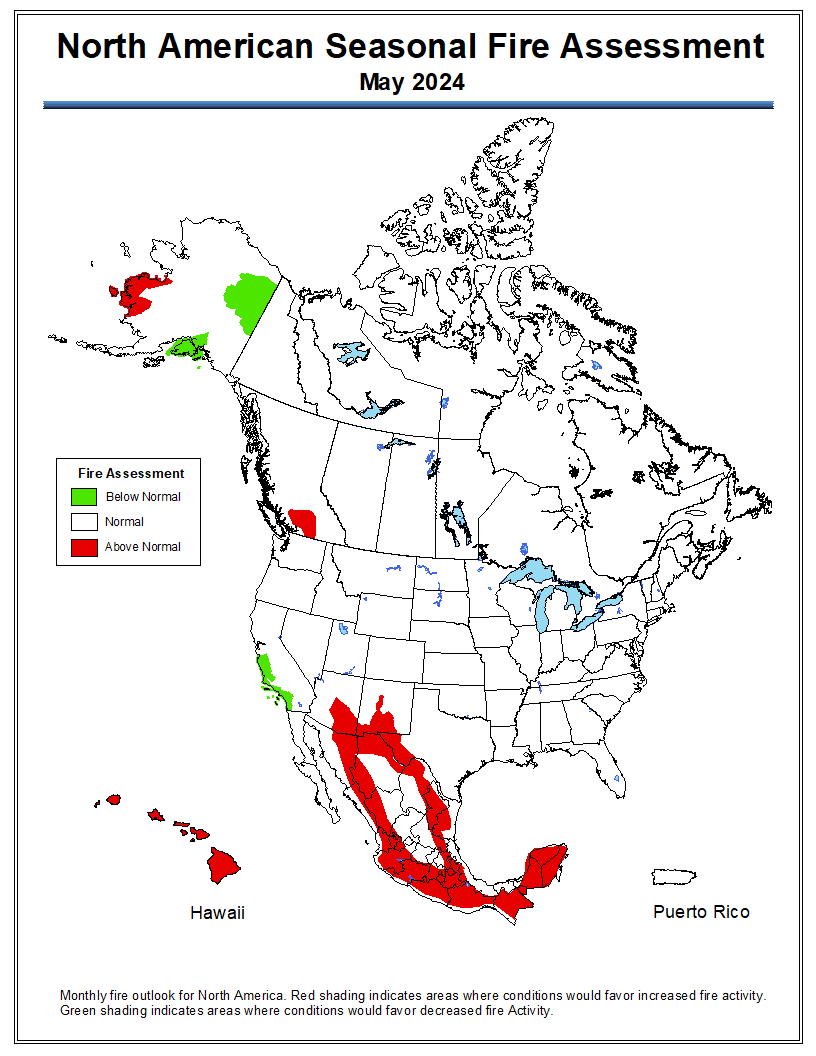 North American Seasonal Fire Assessment
May 2024
Fire Assessment
Below Normal
Normal
Above Normal
Hawaii
Puerto Rico
Monthly fire outlook for North America. Red shading indicates areas where conditions would favor increased fire activity.
Green shading indicates areas where conditions would favor decreased fire Activity.